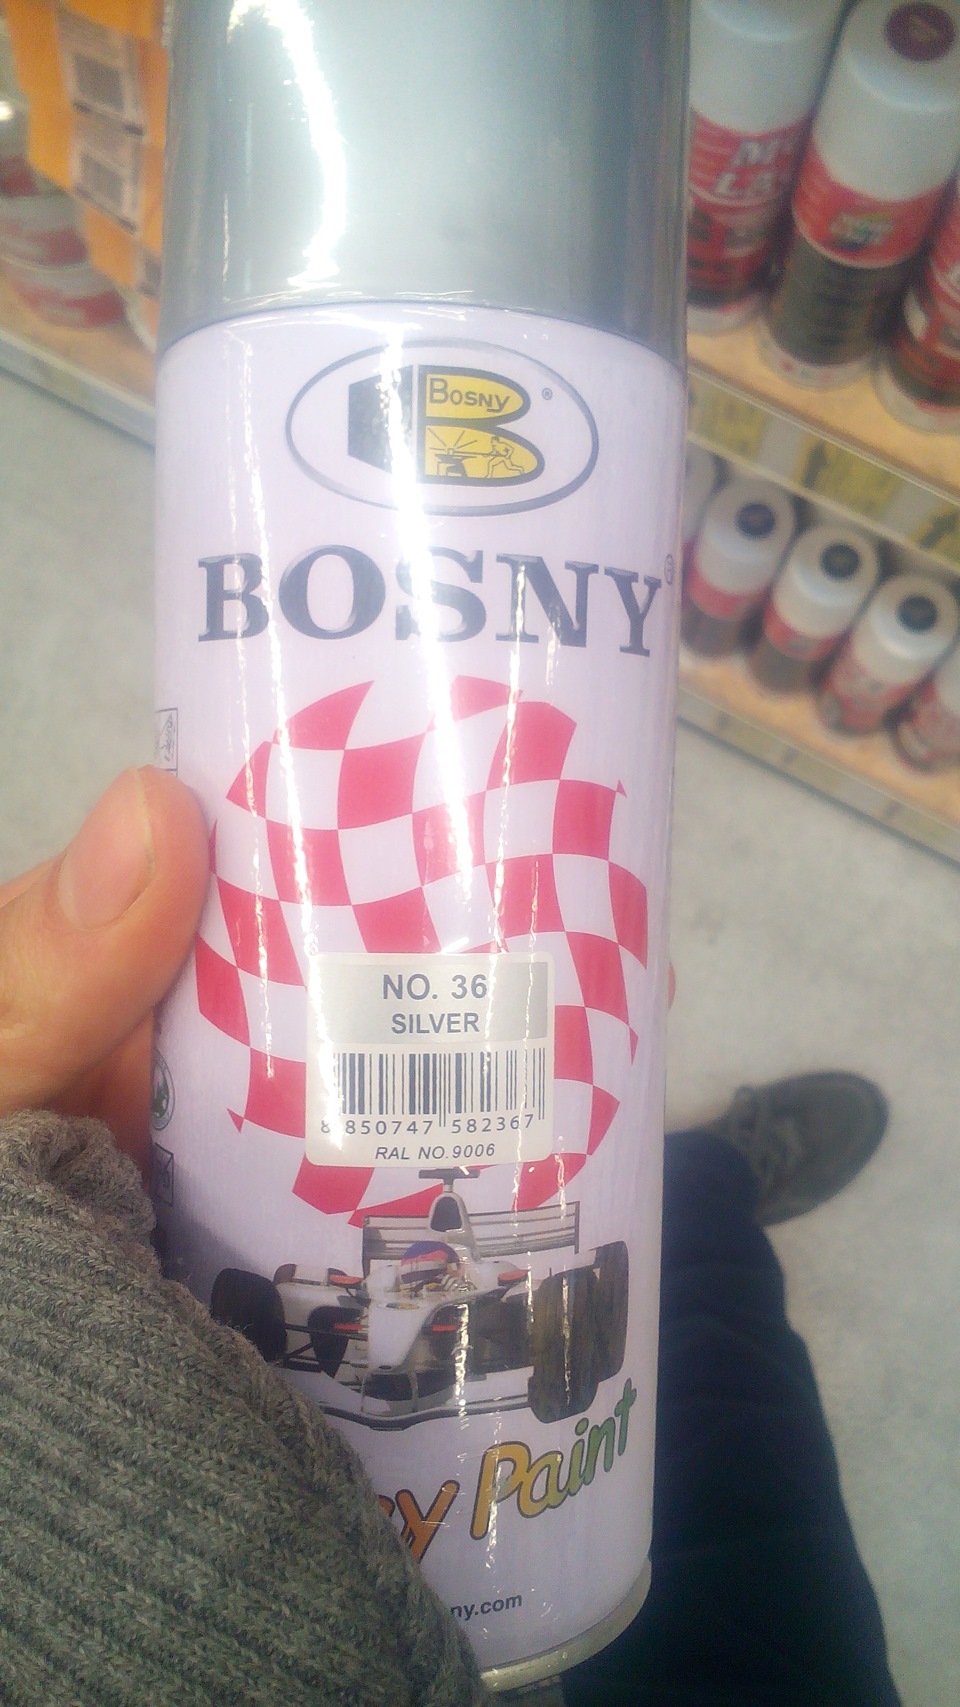 BOSNY
®
BOSNY®
NO. 36
SILVER
8 850747 582367
RAL NO.9006
Paint
ny.com